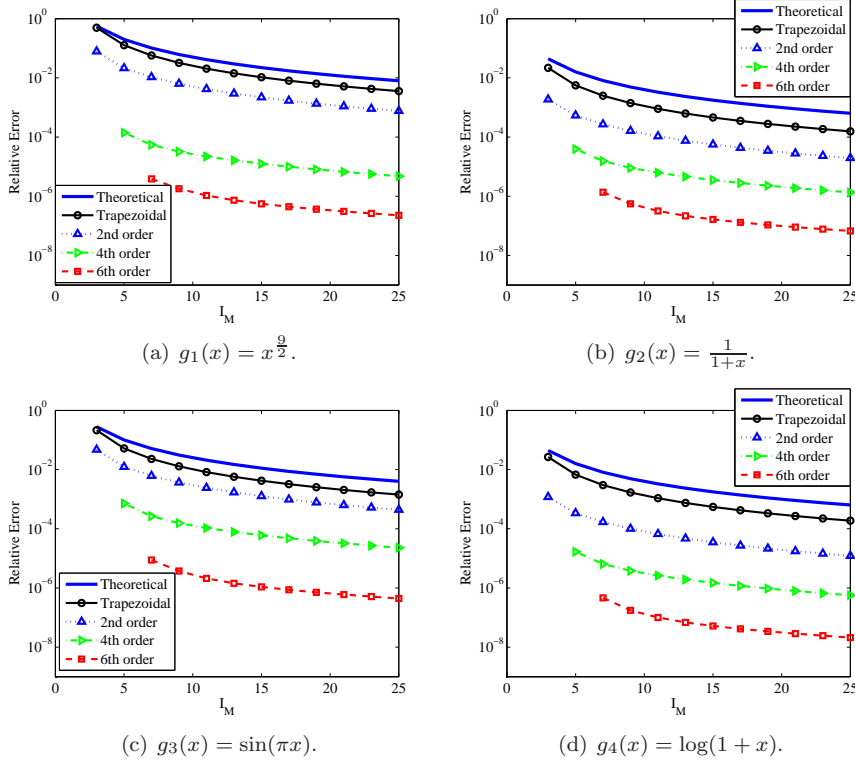 10^0
10^{-2}
10^{-4}
10^{-6}
10^{-8}
Relative Error
Theoretical
Trapezoidal
2nd order
4th order
6th order
0 5 10 15 20 25
I_M
(a) g_1(x) = x^{\frac{9}{2}}.
10^0
10^{-2}
10^{-4}
10^{-6}
10^{-8}
Relative Error
Theoretical
Trapezoidal
2nd order
4th order
6th order
0 5 10 15 20 25
I_M
(b) g_2(x) = \frac{1}{1+x}.
10^0
10^{-2}
10^{-4}
10^{-6}
10^{-8}
Relative Error
Theoretical
Trapezoidal
2nd order
4th order
6th order
0 5 10 15 20 25
I_M
(c) g_3(x) = sin(πx).
10^0
10^{-2}
10^{-4}
10^{-6}
10^{-8}
Relative Error
Theoretical
Trapezoidal
2nd order
4th order
6th order
0 5 10 15 20 25
I_M
(d) g_4(x) = log(1 + x).